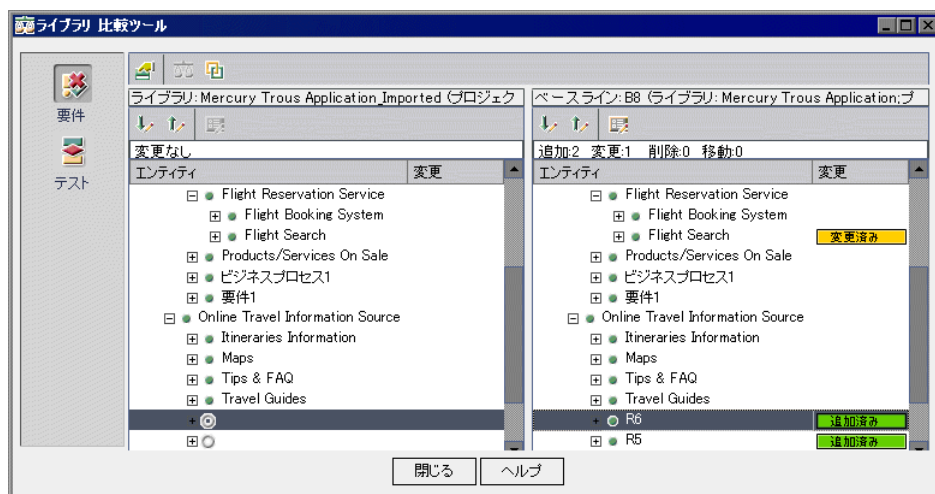 ライブラリ 比較ツール
要件
テスト
ライブラリ: Mercury Trous Application_Imported (プロジェク
変更なし
エンティティ 変更
Flight Reservation Service
Flight Booking System
Flight Search
Products/Services On Sale
ビジネスプロセス1
要件1
Online Travel Information Source
Itineraries Information
Maps
Tips & FAQ
Travel Guides
ベースライン: B8 (ライブラリ: Mercury Trous Application;プ
追加:2 変更:1 削除:0 移動:0
エンティティ 変更
Flight Reservation Service
Flight Booking System
Flight Search 変更済み
Products/Services On Sale
ビジネスプロセス1
要件1
Online Travel Information Source
Itineraries Information
Maps
Tips & FAQ
Travel Guides
R6 追加済み
R5 追加済み
閉じる ヘルプ